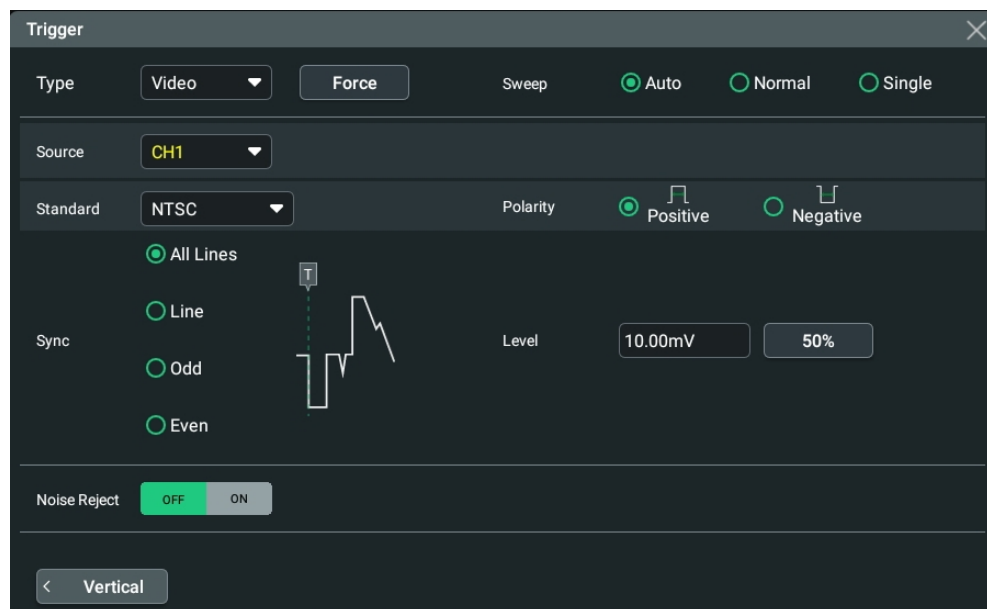 Trigger
Type Video Force Sweep Auto Normal Single
Source CH1
Standard NTSC Polarity Positive Negative
All Lines
T
Line
Sync Level 10.00mV 50%
Odd
Even
Noise Reject OFF ON
< Vertical